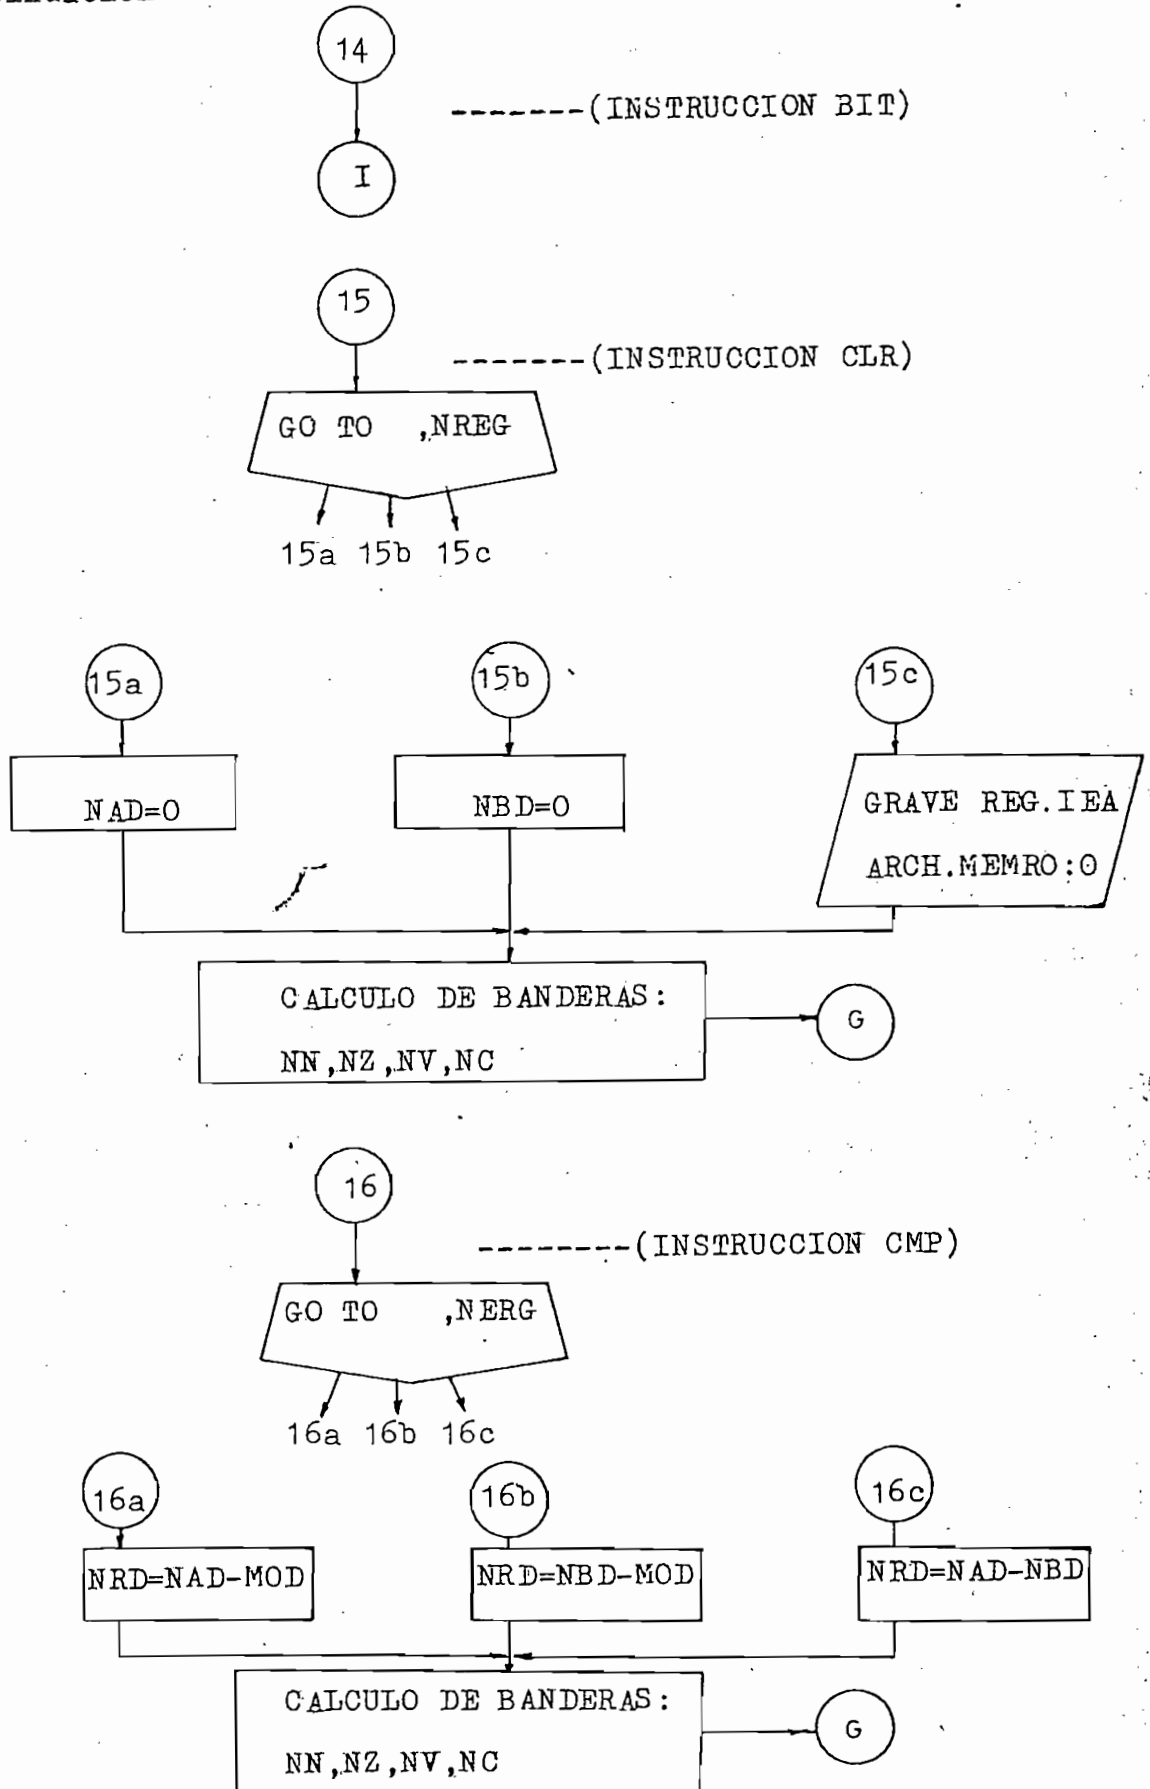 14
-------(INSTRUCCION BIT)
I
15
-------(INSTRUCCION CLR)
GO TO ,NREG
15a 15b 15c
15a
15b
15c
NAD=0
NBD=0
GRAVE REG.IEA
ARCH.MEMRO:0
CALCULO DE BANDERAS:
NN,NZ,NV,NC
G
16
--------(INSTRUCCION CMP)
GO TO ,NERG
16a 16b 16c
16a
16b
16c
NRD=NAD-MOD
NRD=NBD-MOD
NRD=NAD-NBD
CALCULO DE BANDERAS:
NN,NZ,NV,NC
G